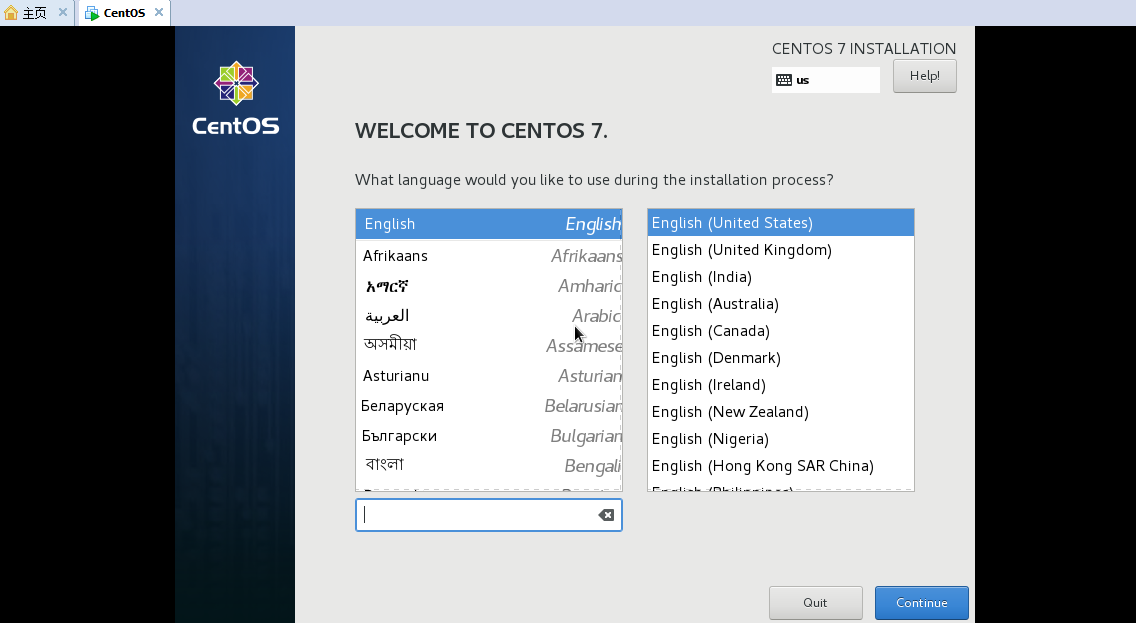 主页
CentOS
CENTOS 7 INSTALLATION
us
Help!
CentOS
WELCOME TO CENTOS 7.
What language would you like to use during the installation process?
English English
Afrikaans Afrikaans
አማርኛ Amharic
العربية Arabic
অসমীয়া Assamese
Asturianu Asturian
Беларуская Belarusian
Български Bulgarian
বাংলা Bengali
English (United States)
English (United Kingdom)
English (India)
English (Australia)
English (Canada)
English (Denmark)
English (Ireland)
English (New Zealand)
English (Nigeria)
English (Hong Kong SAR China)
English (Philippines)
Quit
Continue